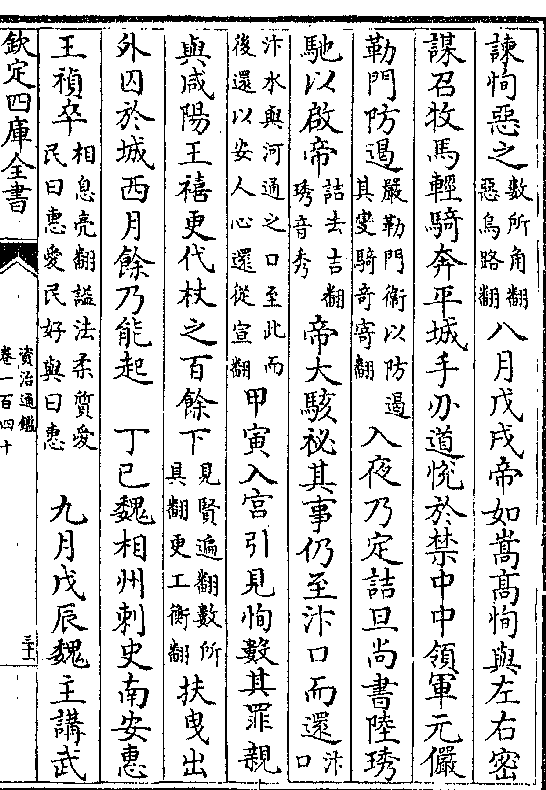 諫恂惡之數所角翻惡烏路翻八月戊戌帝如嵩髙恂與左右密
謀召牧馬輕騎奔平城手刃道恱於禁中中領軍元儼
勒門防遏嚴勒門衛以防遏其變騎奇寄翻入夜乃定詰旦尚書陸琇
馳以啟帝詰去吉翻琇音秀帝大駭祕其事仍至汴口而還汴口
汴水與河通之口至此而後還以安人心還從宣翻甲寅入宮引見恂數其罪親
與咸陽王禧更代杖之百餘下見賢遍翻數所具翻更工衡翻扶曳出
外囚於城西月餘乃能起丁巳魏相州刺史南安惠
王禎卒相息亮翻諡法柔質愛民曰惠愛民好與曰惠九月戊辰魏主講武
欽定四庫全書
資治通鑑
卷一百四十
三十